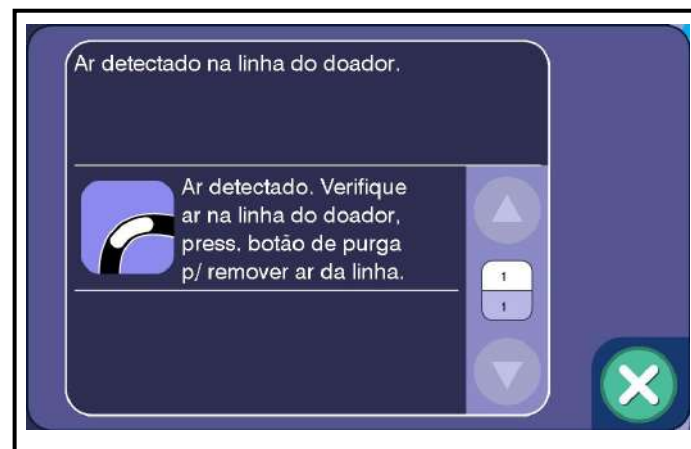 Ar detectado na linha do doador.
Ar detectado. Verifique
ar na linha do doador,
press. botão de purga
p/ remover ar da linha.
1
1